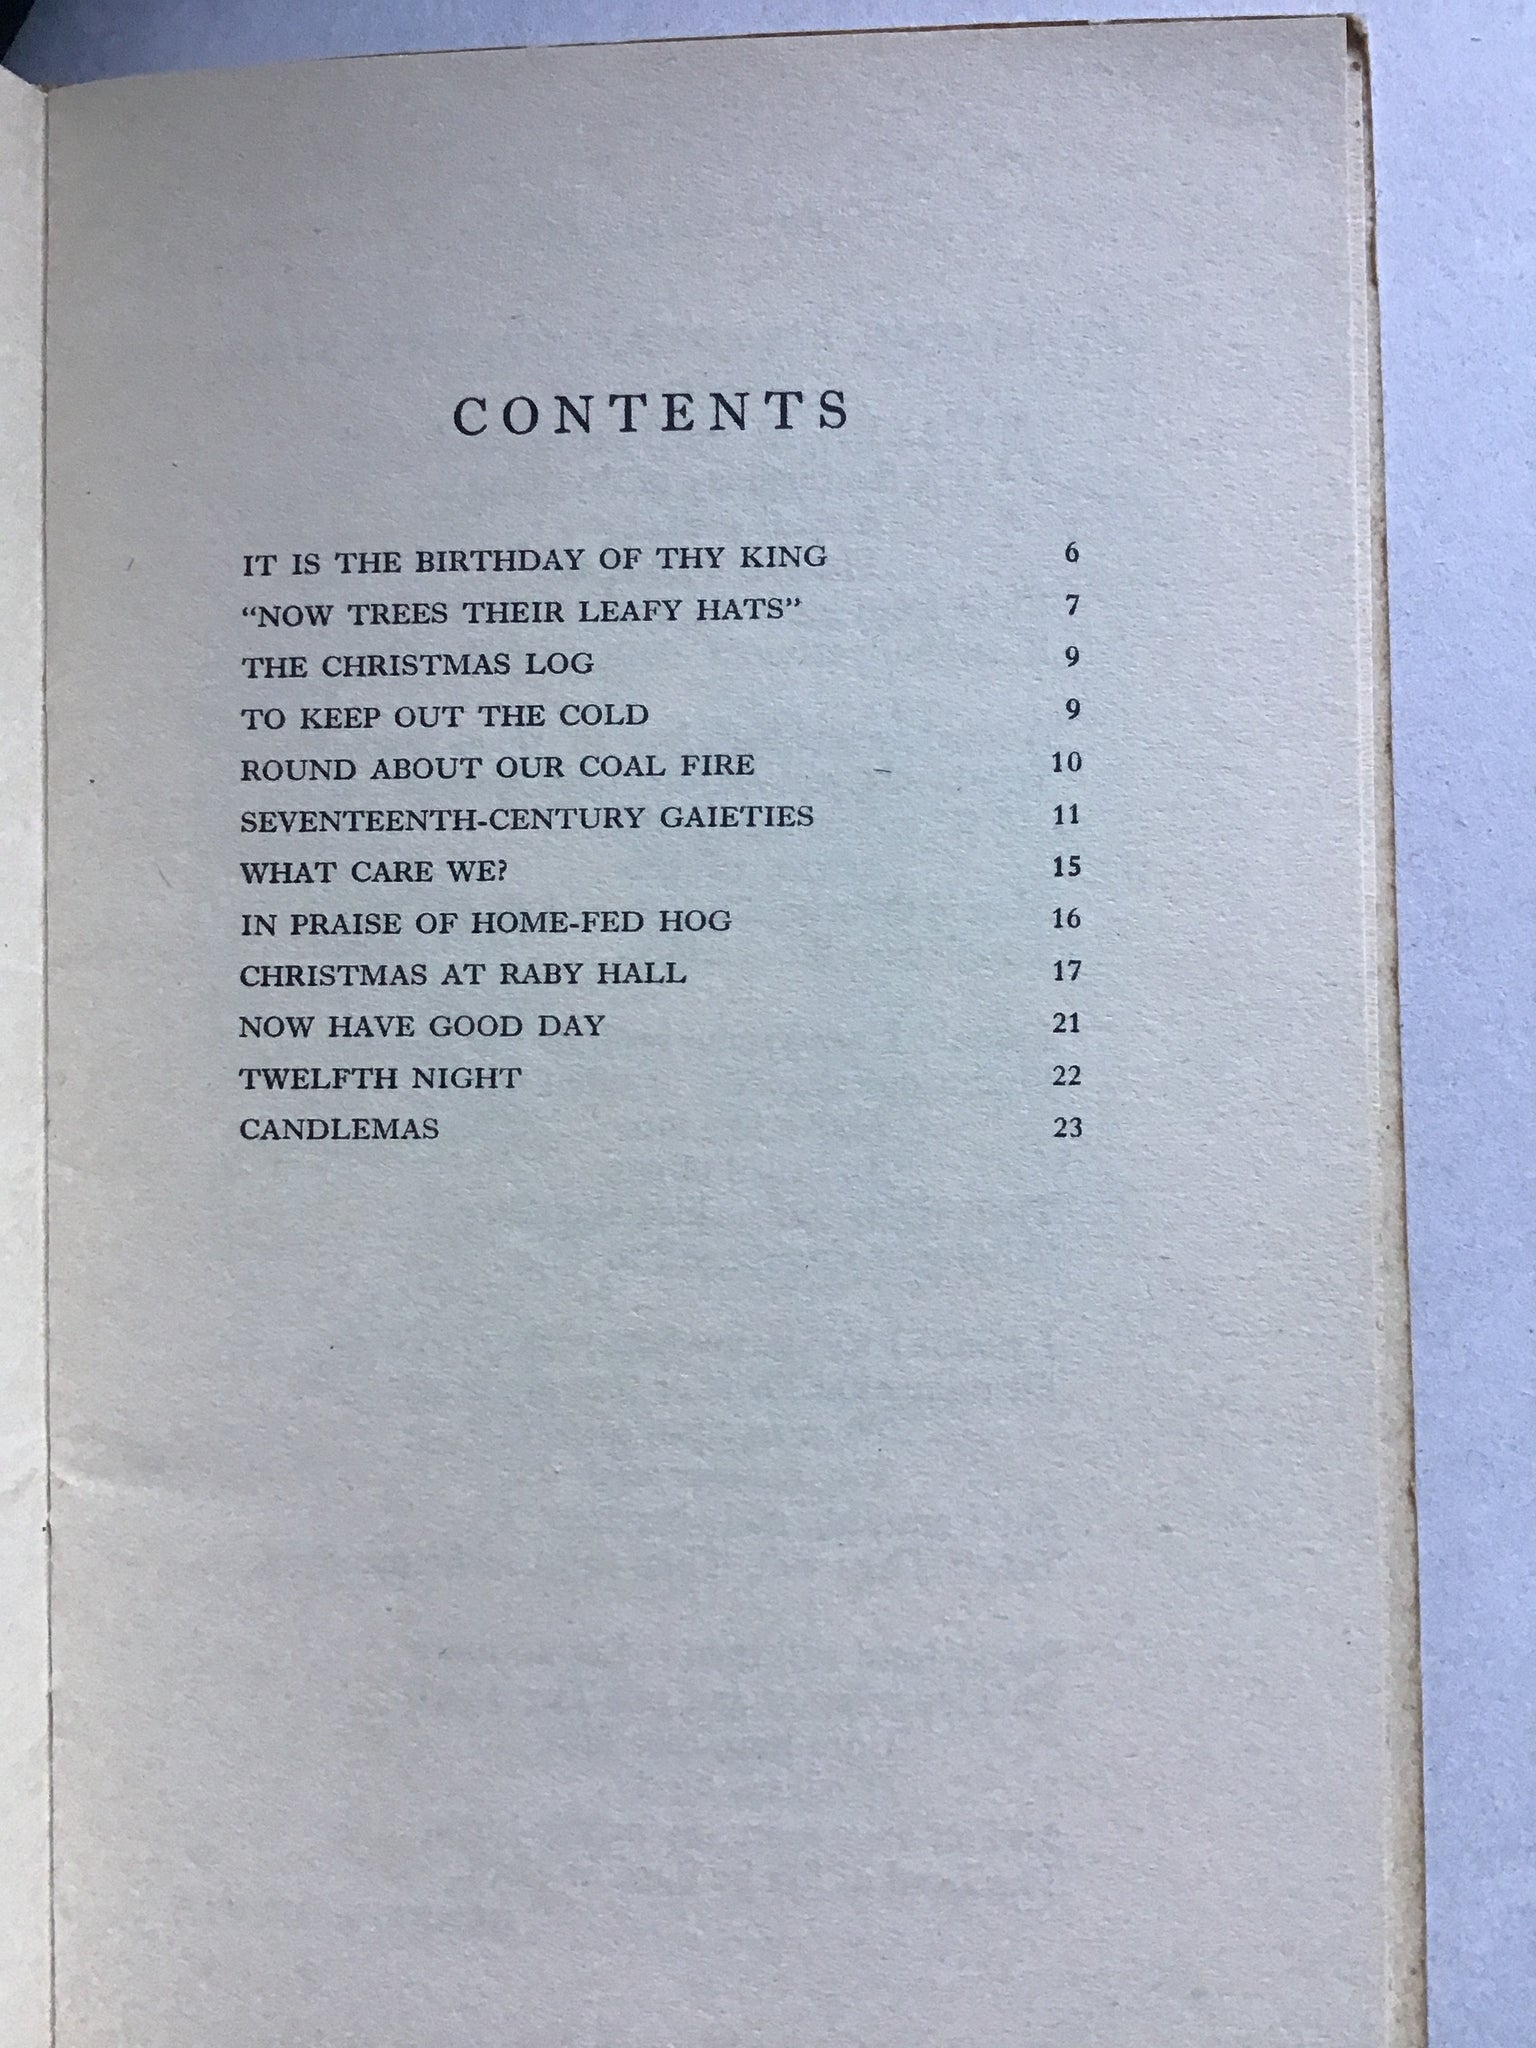 CONTENTS
IT IS THE BIRTHDAY OF THY KING 6
“NOW TREES THEIR LEAFY HATS” 7
THE CHRISTMAS LOG 9
TO KEEP OUT THE COLD 9
ROUND ABOUT OUR COAL FIRE 10
SEVENTEENTH-CENTURY GAIETIES 11
WHAT CARE WE? 15
IN PRAISE OF HOME-FED HOG 16
CHRISTMAS AT RABY HALL 17
NOW HAVE GOOD DAY 21
TWELFTH NIGHT 22
CANDLEMAS 23